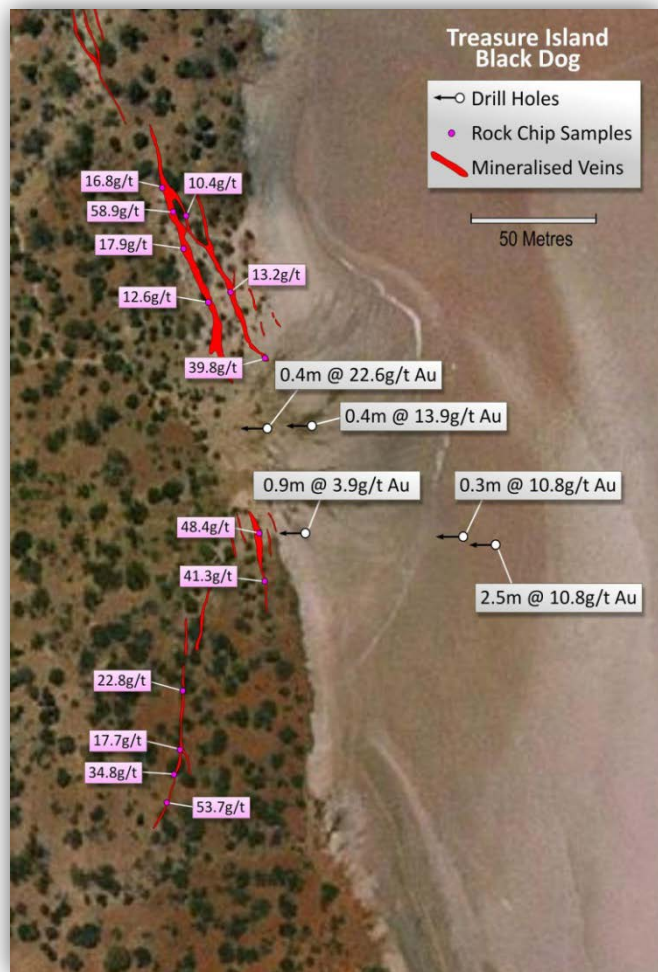 Treasure Island
Black Dog
Drill Holes
Rock Chip Samples
Mineralised Veins
50 Metres
16.8g/t
10.4g/t
58.9g/t
17.9g/t
13.2g/t
12.6g/t
39.8g/t
0.4m @ 22.6g/t Au
0.4m @ 13.9g/t Au
0.9m @ 3.9g/t Au
0.3m @ 10.8g/t Au
48.4g/t
41.3g/t
2.5m @ 10.8g/t Au
22.8g/t
17.7g/t
34.8g/t
53.7g/t